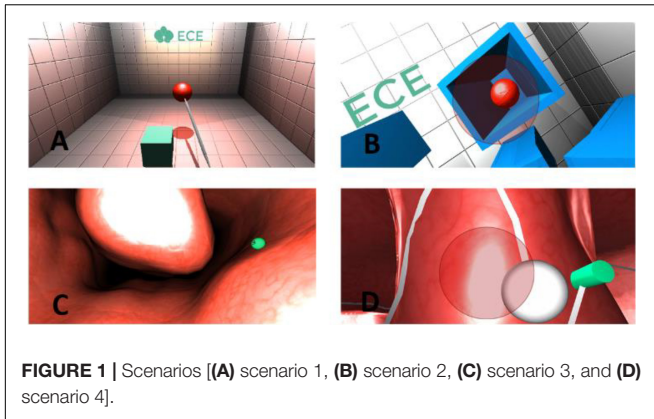 ECE
A
ECE
B
C
D
FIGURE 1 | Scenarios [(A) scenario 1, (B) scenario 2, (C) scenario 3, and (D)
scenario 4].